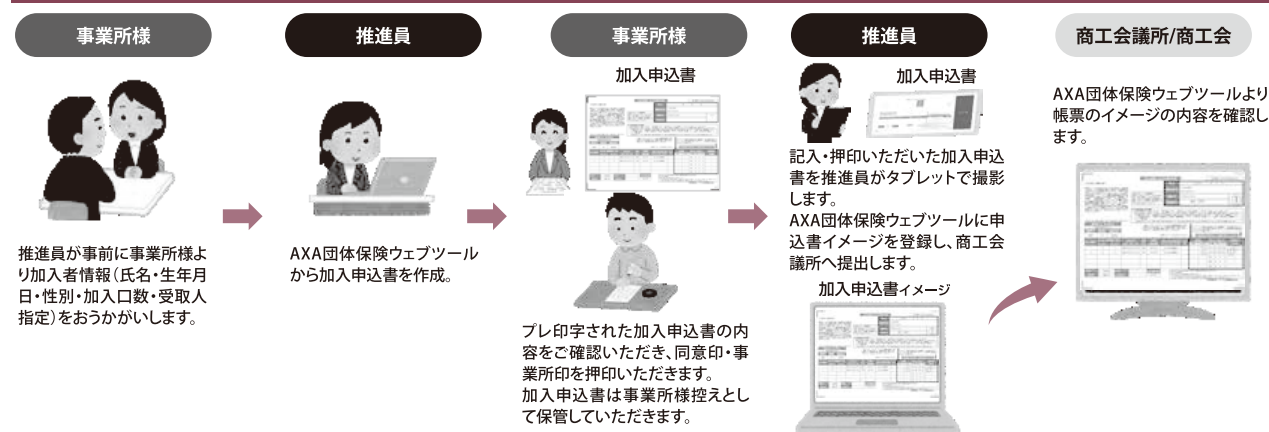 事業所様
推進員が事前に事業所様よ
り加入者情報(氏名・生年月
日・性別・加入口数・受取人
指定)をおうかがいします。
推進員
AXA団体保険ウェブツール
から加入申込書を作成。
事業所様
加入申込書
プレ印字された加入申込書の内
容をご確認いただき、同意印・事
業所印を押印いただきます。
加入申込書は事業所様控えとし
て保管していただきます。
推進員
加入申込書
記入・押印いただいた加入申込
書を推進員がタブレットで撮影
します。
AXA団体保険ウェブツールに申
込書イメージを登録し、商工会
議所へ提出します。
加入申込書イメージ
商工会議所/商工会
AXA団体保険ウェブツールより
帳票のイメージの内容を確認し
ます。